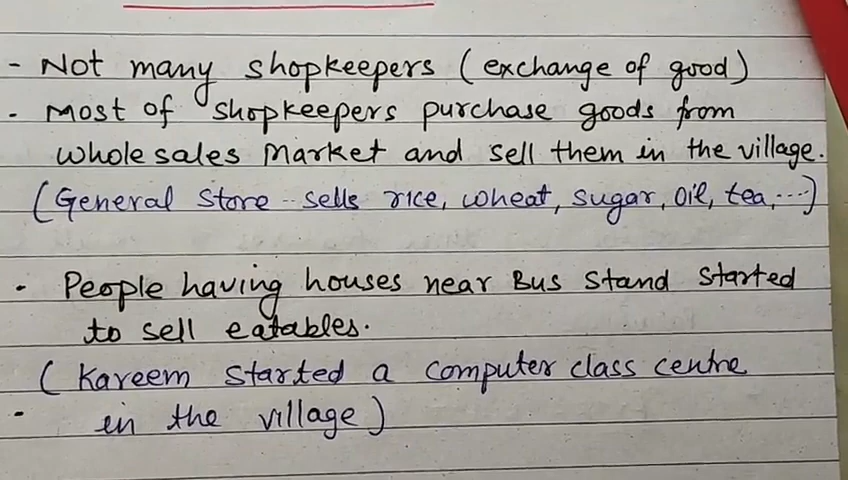 - Not many shopkeepers (exchange of good)
- Most of shopkeepers purchase goods from
whole sales Market and sell them in the village.
(General Store -- sells rice, wheat, sugar, oil, tea,...)
- People having houses near Bus Stand Started
to sell eatables.
(Kareem started a computer class centre
- in the village)